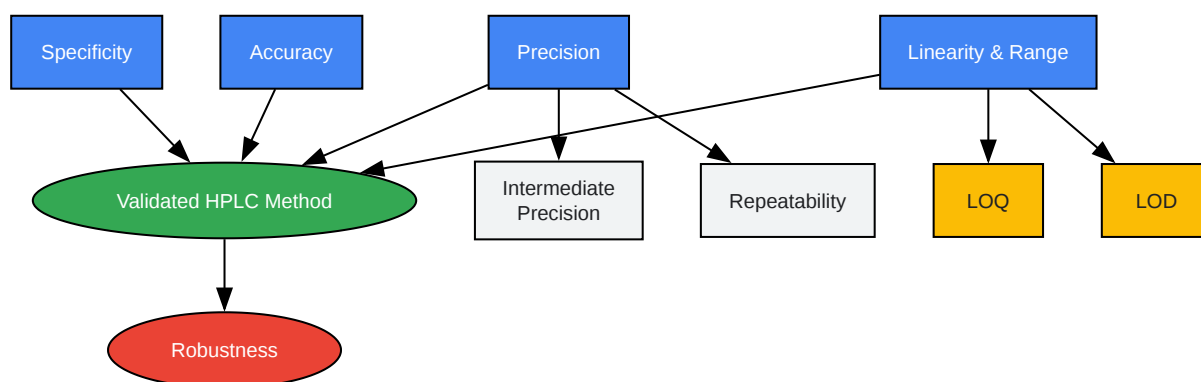 Specificity
Accuracy
Precision
Linearity & Range
Validated HPLC Method
Intermediate
Precision
Repeatability
LOQ
LOD
Robustness